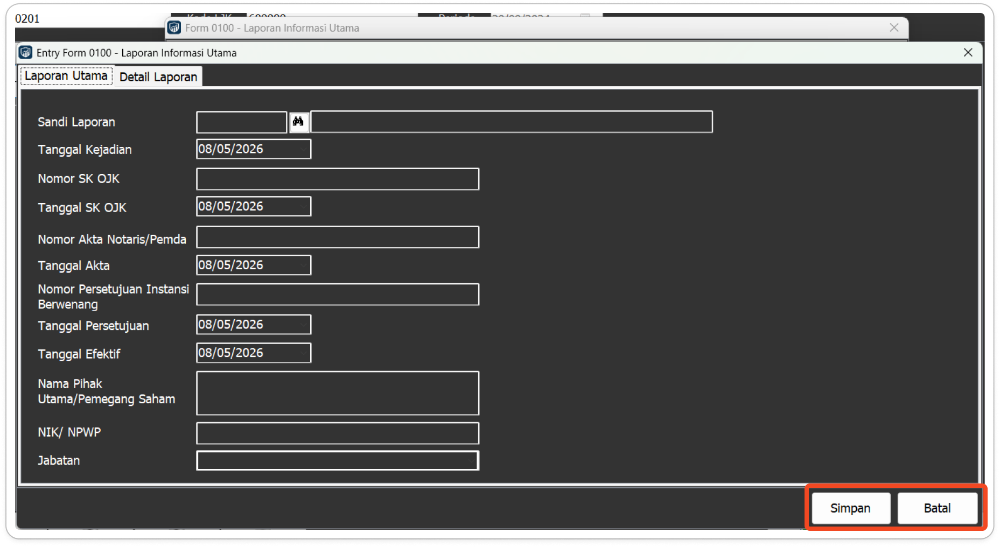 0201
Form 0100 - Laporan Informasi Utama
Entry Form 0100 - Laporan Informasi Utama
Laporan Utama
Detail Laporan
Sandi Laporan
Tanggal Kejadian
08/05/2026
Nomor SK OJK
Tanggal SK OJK
08/05/2026
Nomor Akta Notaris/Pemda
Tanggal Akta
08/05/2026
Nomor Persetujuan Instansi
Berwenang
Tanggal Persetujuan
08/05/2026
Tanggal Efektif
08/05/2026
Nama Pihak
Utama/Pemegang Saham
NIK/ NPWP
Jabatan
Simpan
Batal